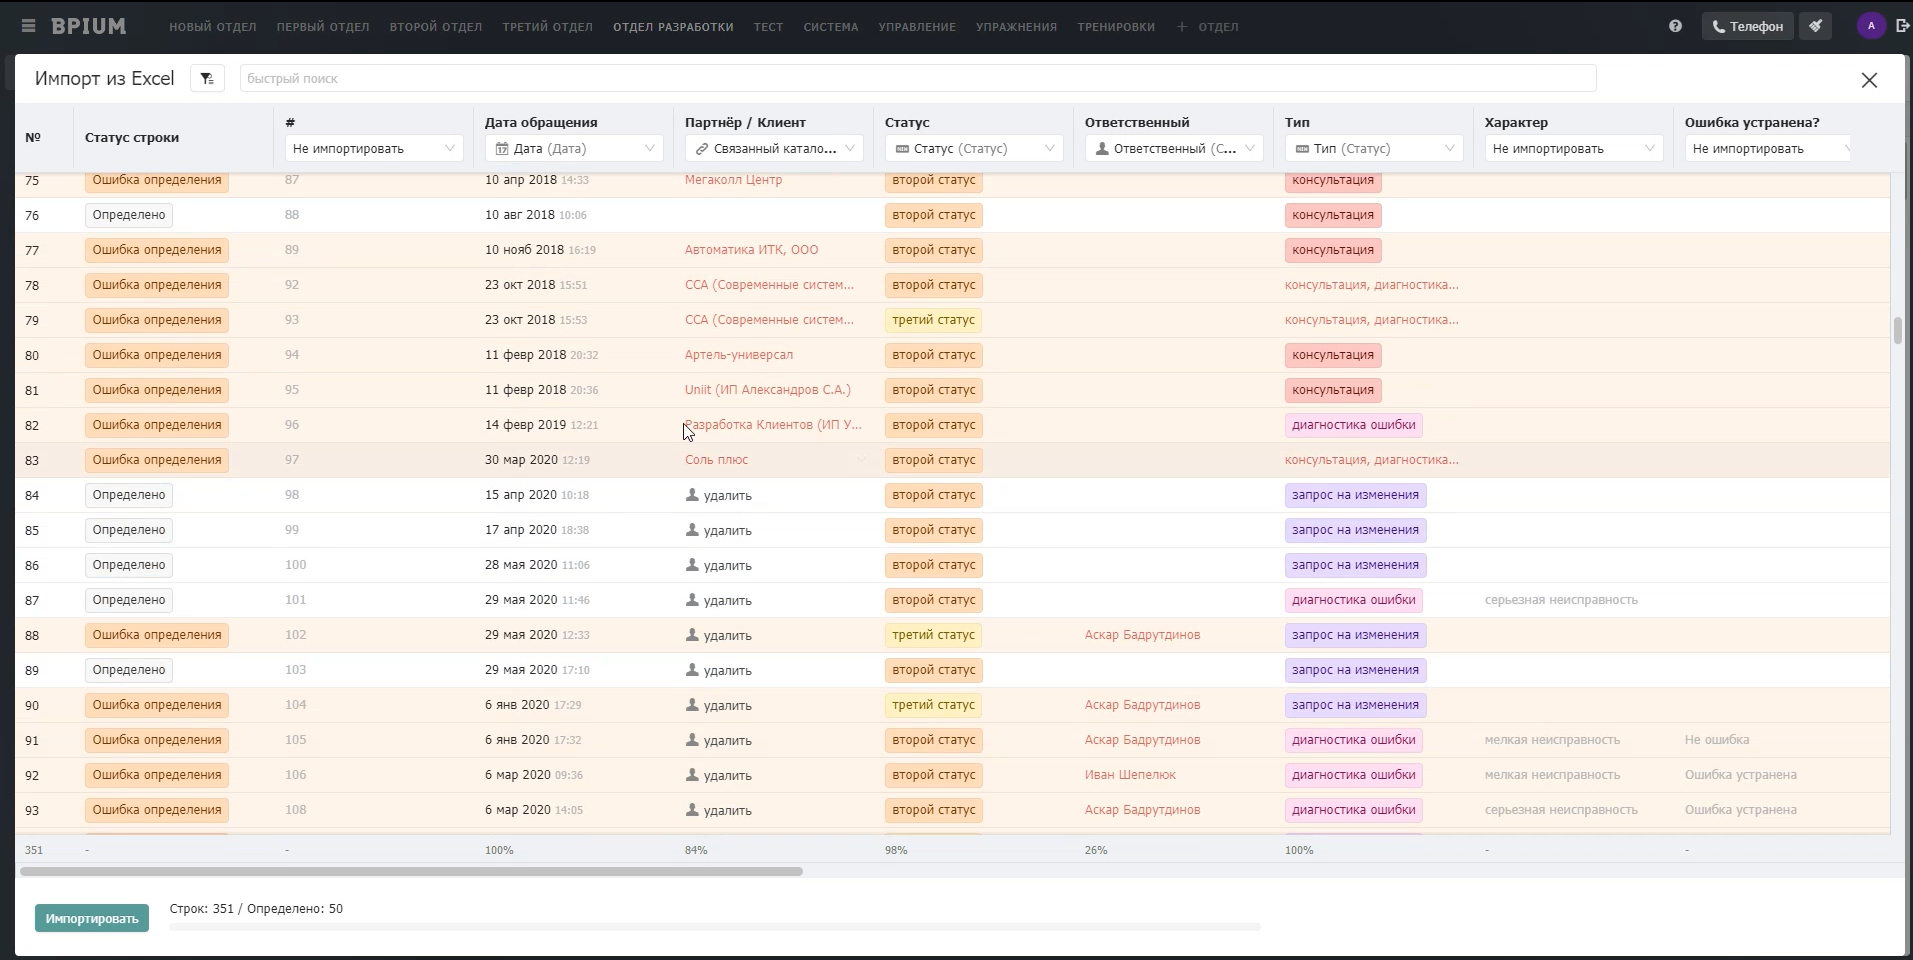 BPIUM НОВЫЙ ОТДЕЛ ПЕРВЫЙ ОТДЕЛ ВТОРОЙ ОТДЕЛ ТРЕТИЙ ОТДЕЛ ОТДЕЛ РАЗРАБОТКИ ТЕСТ СИСТЕМА УПРАВЛЕНИЕ УПРАЖНЕНИЯ ТРЕНИРОВКИ + ОТДЕЛ Телефон А
Импорт из Excel быстрый поиск
№ Статус строки # Дата обращения Партнёр / Клиент Статус Ответственный Тип Характер Ошибка устранена?
Не импортировать Дата (Дата) Связанный катало... Статус (Статус) Ответственный (С... Тип (Статус) Не импортировать Не импортировать
75 Ошибка определения 87 10 апр 2018 14:33 Мегаколл Центр второй статус консультация
76 Определено 88 10 авг 2018 10:06 второй статус консультация
77 Ошибка определения 89 10 нояб 2018 16:19 Автоматика ИТК, ООО второй статус консультация
78 Ошибка определения 92 23 окт 2018 15:51 ССА (Современные систем... второй статус консультация, диагностика...
79 Ошибка определения 93 23 окт 2018 15:53 ССА (Современные систем... третий статус консультация, диагностика...
80 Ошибка определения 94 11 февр 2018 20:32 Артель-универсал второй статус консультация
81 Ошибка определения 95 11 февр 2018 20:36 Uniit (ИП Александров С.А.) второй статус консультация
82 Ошибка определения 96 14 февр 2019 12:21 Разработка Клиентов (ИП У... второй статус диагностика ошибки
83 Ошибка определения 97 30 мар 2020 12:19 Соль плюс второй статус консультация, диагностика...
84 Определено 98 15 апр 2020 10:18 удалить второй статус запрос на изменения
85 Определено 99 17 апр 2020 18:38 удалить второй статус запрос на изменения
86 Определено 100 28 мая 2020 11:06 удалить второй статус запрос на изменения
87 Определено 101 29 мая 2020 11:46 удалить второй статус диагностика ошибки серьезная неисправность
88 Ошибка определения 102 29 мая 2020 12:33 удалить третий статус Аскар Бадрутдинов запрос на изменения
89 Определено 103 29 мая 2020 17:10 удалить второй статус запрос на изменения
90 Ошибка определения 104 6 янв 2020 17:29 удалить третий статус Аскар Бадрутдинов запрос на изменения
91 Ошибка определения 105 6 янв 2020 17:32 удалить второй статус Аскар Бадрутдинов диагностика ошибки мелкая неисправность Не ошибка
92 Ошибка определения 106 6 мар 2020 09:36 удалить второй статус Иван Шепелюк диагностика ошибки мелкая неисправность Ошибка устранена
93 Ошибка определения 108 6 мар 2020 14:05 удалить второй статус Аскар Бадрутдинов диагностика ошибки серьезная неисправность Ошибка устранена
351 - - 100% 84% 98% 26% 100% - -
Импортировать Строк: 351 / Определено: 50